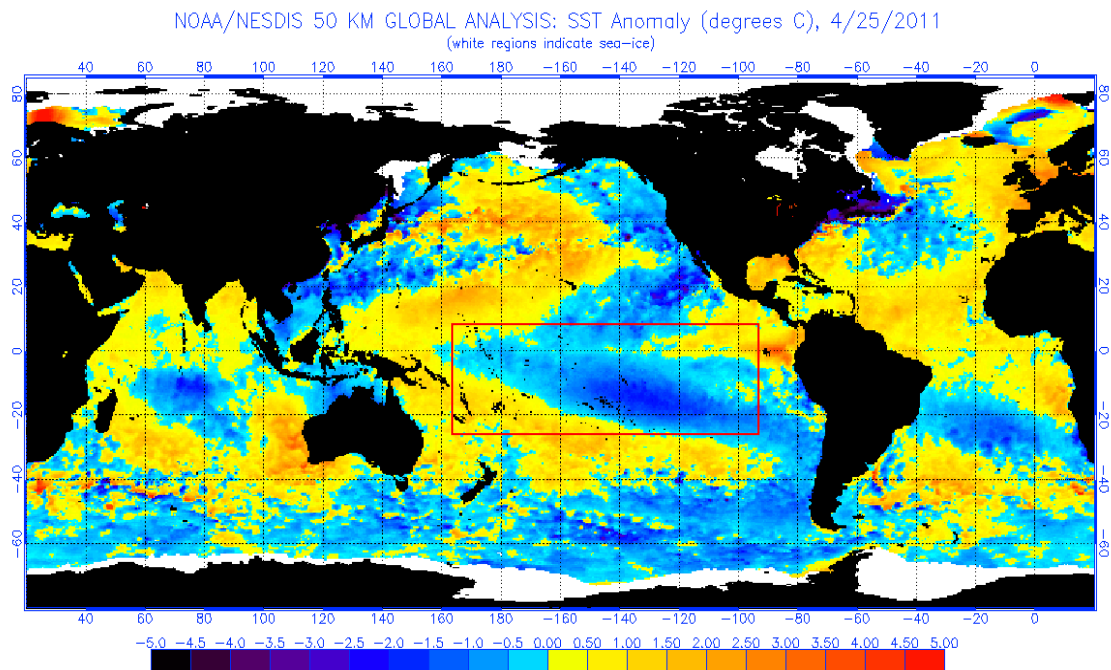 NOAA/NESDIS 50 KM GLOBAL ANALYSIS: SST Anomaly (degrees C), 4/25/2011
(white regions indicate sea-ice)
40 60 80 100 120 140 160 180 -160 -140 -120 -100 -80 -60 -40 -20 0
80 80
60 60
40 40
20 20
0 0
-20 -20
-40 -40
-60 -60
40 60 80 100 120 140 160 180 -160 -140 -120 -100 -80 -60 -40 -20 0
-5.0 -4.5 -4.0 -3.5 -3.0 -2.5 -2.0 -1.5 -1.0 -0.5 0.00 0.50 1.00 1.50 2.00 2.50 3.00 3.50 4.00 4.50 5.00